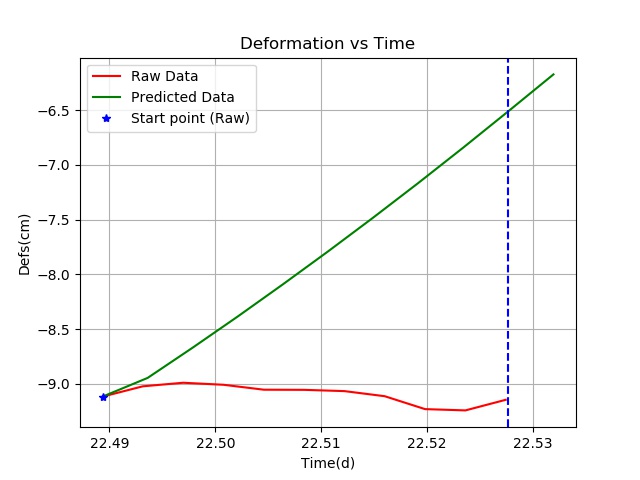 Deformation vs Time
Raw Data
Predicted Data
Start point (Raw)
Defs(cm)
−6.5
−7.0
−7.5
−8.0
−8.5
−9.0
22.49 22.50 22.51 22.52 22.53
Time(d)